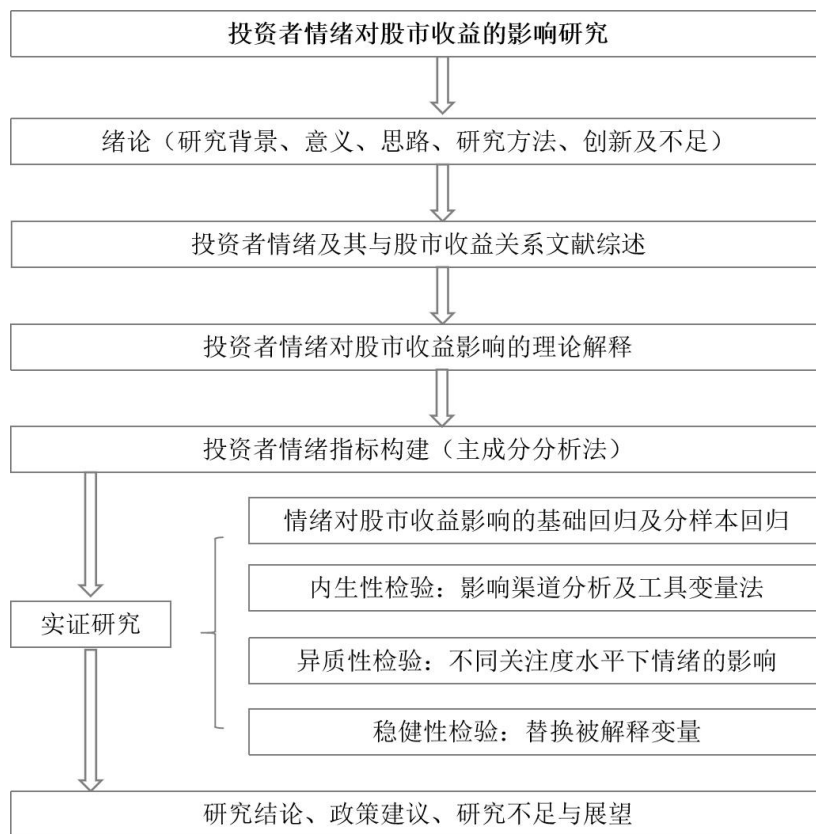 投资者情绪对股市收益的影响研究
绪论（研究背景、意义、思路、研究方法、创新及不足）
投资者情绪及其与股市收益关系文献综述
投资者情绪对股市收益影响的理论解释
投资者情绪指标构建（主成分分析法）
情绪对股市收益影响的基础回归及分样本回归
内生性检验：影响渠道分析及工具变量法
实证研究
异质性检验：不同关注度水平下情绪的影响
稳健性检验：替换被解释变量
研究结论、政策建议、研究不足与展望